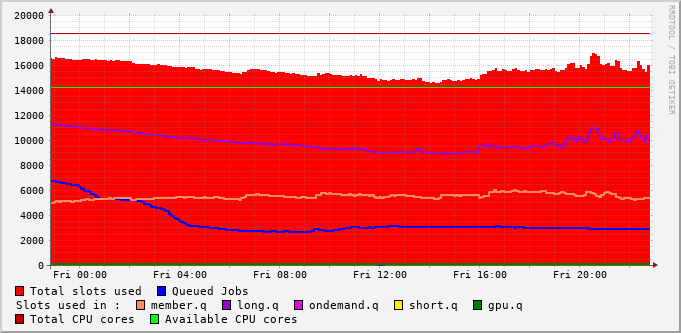 20000
18000
16000
14000
12000
10000
8000
6000
4000
2000
0
Fri 00:00 Fri 04:00 Fri 08:00 Fri 12:00 Fri 16:00 Fri 20:00
Total slots used Queued Jobs
Slots used in : member.q long.q ondemand.q short.q gpu.q
Total CPU cores Available CPU cores
RRDTOOL / TOBI OETIKER